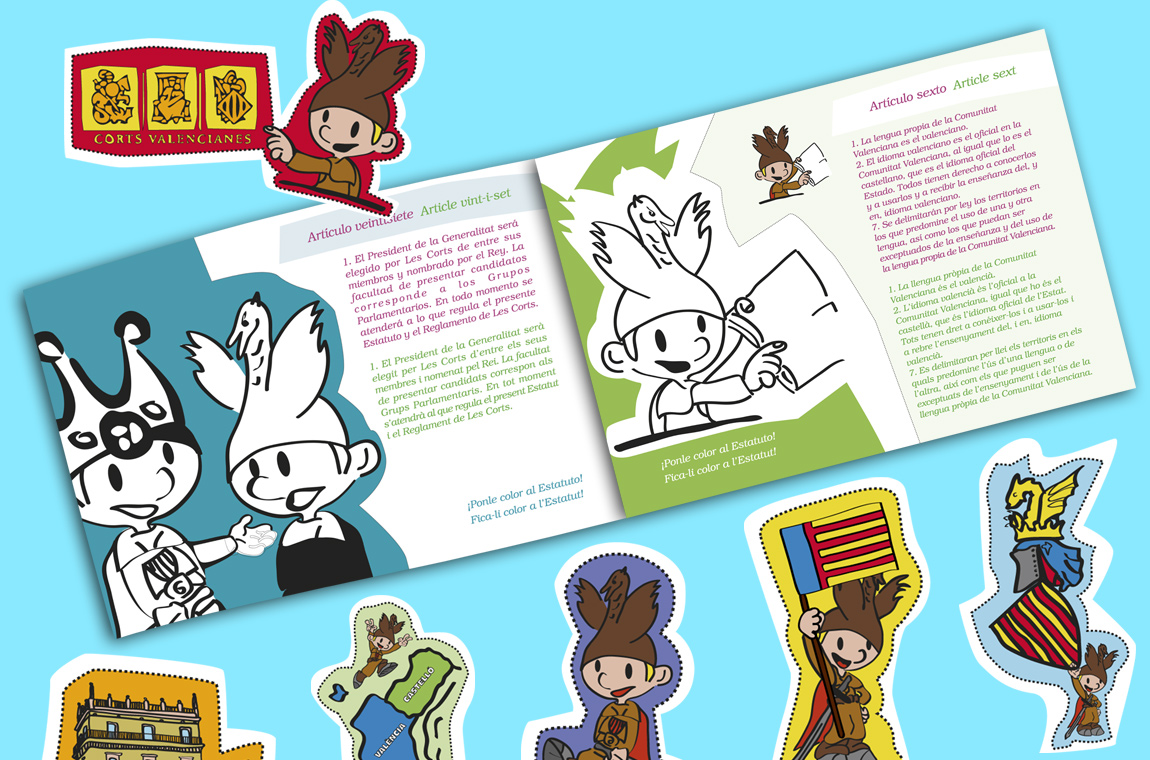 CORTS VALENCIANES
Artículo veintisiete Article vint-i-set
1. El President de la Generalitat será
elegido por Les Corts de entre sus
miembros y nombrado por el Rey. La
facultad de presentar candidatos
corresponde a los Grupos
Parlamentarios. En todo momento se
atenderá a lo que regula el presente
Estatuto y el Reglamento de Les Corts.
1. El President de la Generalitat serà
elegit per Les Corts d'entre els seus
membres i nomenat pel Rei. La facultat
de presentar candidats correspon als
Grups Parlamentaris. En tot moment
s'atendrà al que regula el present Estatut
i el Reglament de Les Corts.
¡Ponle color al Estatuto!
Fica-li color a l'Estatut!
Artículo sexto Article sext
1. La lengua propia de la Comunitat
Valenciana es el valenciano.
2. El idioma valenciano es el oficial en la
Comunitat Valenciana, al igual que lo es el
castellano, que es el idioma oficial del
Estado. Todos tienen derecho a conocerlos
y a usarlos y a recibir la enseñanza del, y
en, idioma valenciano.
7. Se delimitarán por ley los territorios en
los que predomine el uso de una y otra
lengua, así como los que puedan ser
exceptuados de la enseñanza y del uso de
la lengua propia de la Comunitat Valenciana.
1. La llengua pròpia de la Comunitat
Valenciana és el valencià.
2. L'idioma valencià és l'oficial a la
Comunitat Valenciana, igual que ho és el
castellà, que és l'idioma oficial de l'Estat.
Tots tenen dret a conéixer-los i a usar-los i
a rebre l'ensenyament del, i en, idioma
valencià.
7. Es delimitaran per llei els territoris en els
quals predomine l'ús d'una llengua o de
l'altra, així com els que puguen ser
exceptuats de l'ensenyament i de l'ús de la
llengua pròpia de la Comunitat Valenciana.
¡Ponle color al Estatuto!
Fica-li color a l'Estatut!
CASTELLÓ
VALÈNCIA